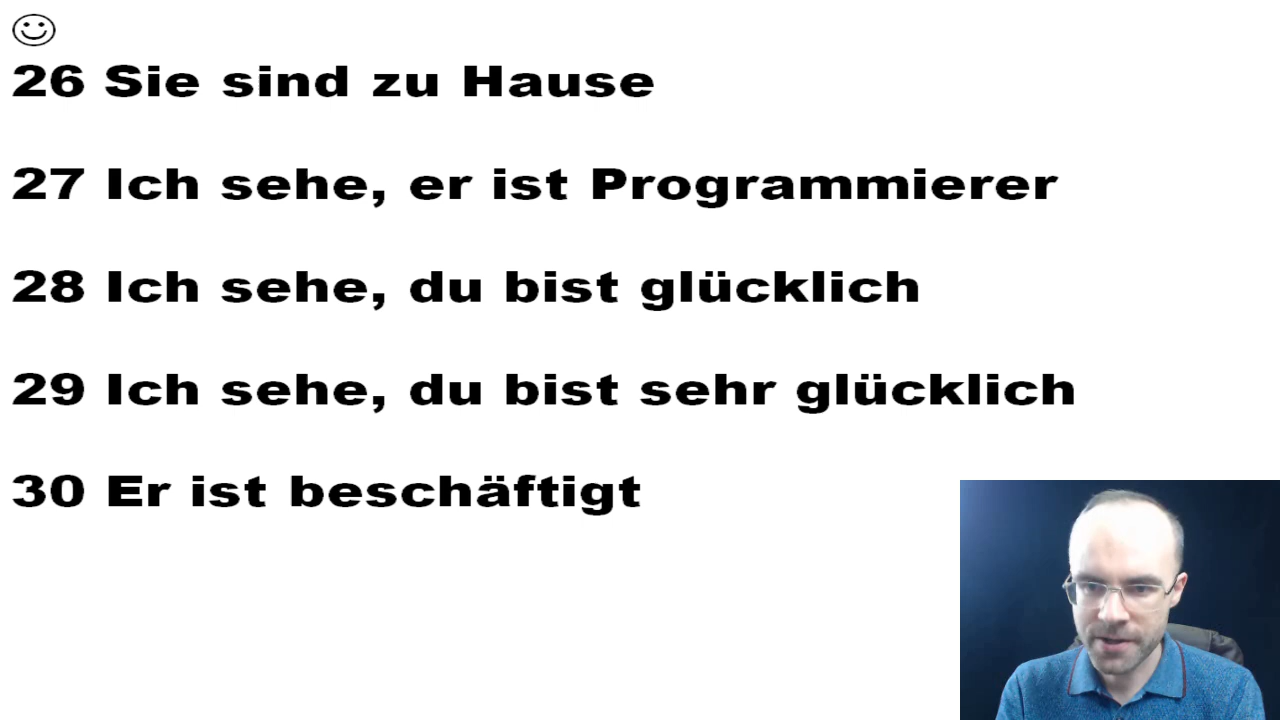 26 Sie sind zu Hause
27 Ich sehe, er ist Programmierer
28 Ich sehe, du bist glücklich
29 Ich sehe, du bist sehr glücklich
30 Er ist beschäftigt